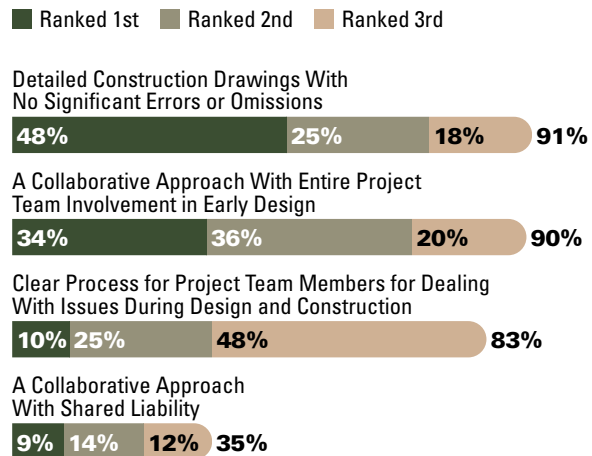 Ranked 1st Ranked 2nd Ranked 3rd
Detailed Construction Drawings With
No Significant Errors or Omissions
48% 25% 18% 91%
A Collaborative Approach With Entire Project
Team Involvement in Early Design
34% 36% 20% 90%
Clear Process for Project Team Members for Dealing
With Issues During Design and Construction
10% 25% 48% 83%
A Collaborative Approach
With Shared Liability
9% 14% 12% 35%